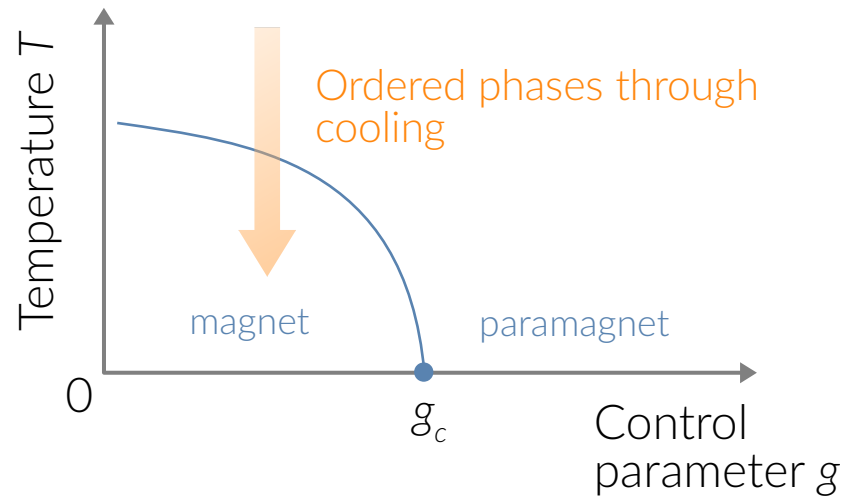 Temperature T
Ordered phases through
cooling
magnet
paramagnet
0
g_c
Control
parameter g